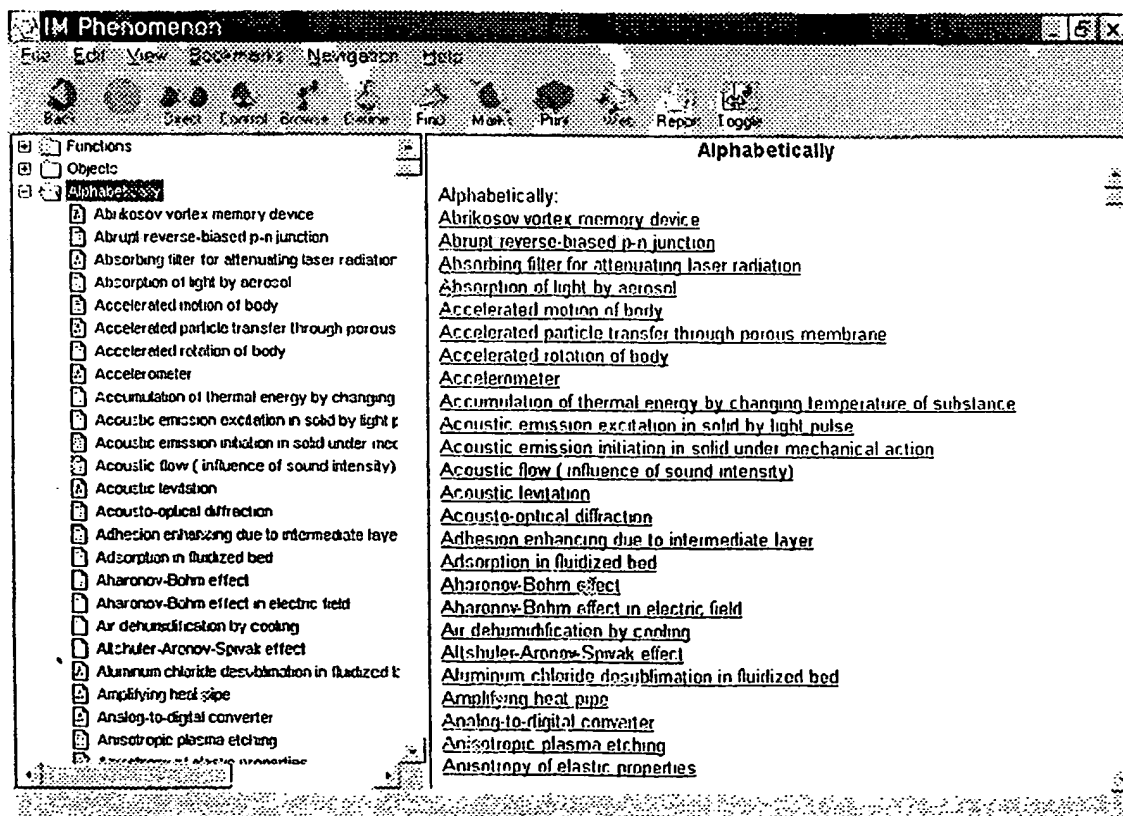 IM Phenomenon
File Edit View Bookmarks Navigation Help
Back Direct Control Browse Define Find Marks Print Web Report Toggle
Functions
Objects
Alphabetically
Abrikosov vortex memory device
Abrupt reverse-biased p-n junction
Absorbing filter for attenuating laser radiation
Absorption of light by aerosol
Accelerated motion of body
Accelerated particle transfer through porous
Accelerated rotation of body
Accelerometer
Accumulation of thermal energy by changing
Acoustic emission excitation in solid by light p
Acoustic emission initiation in solid under mec
Acoustic flow ( influence of sound intensity)
Acoustic levitation
Acousto-optical diffraction
Adhesion enhancing due to intermediate laye
Adsorption in fluidized bed
Aharonov-Bohm effect
Aharonov-Bohm effect in electric field
Air dehumidification by cooling
Altshuler-Aronov-Spivak effect
Aluminum chloride desublimation in fluidized b
Amplifying heat pipe
Analog-to-digital converter
Anisotropic plasma etching
Anisotropy of elastic properties
Alphabetically
Alphabetically:
Abrikosov vortex memory device
Abrupt reverse-biased p-n junction
Absorbing filter for attenuating laser radiation
Absorption of light by aerosol
Accelerated motion of body
Accelerated particle transfer through porous membrane
Accelerated rotation of body
Accelerometer
Accumulation of thermal energy by changing temperature of substance
Acoustic emission excitation in solid by light pulse
Acoustic emission initiation in solid under mechanical action
Acoustic flow ( influence of sound intensity)
Acoustic levitation
Acousto-optical diffraction
Adhesion enhancing due to intermediate layer
Adsorption in fluidized bed
Aharonov-Bohm effect
Aharonov-Bohm effect in electric field
Air dehumidification by cooling
Altshuler-Aronov-Spivak effect
Aluminum chloride desublimation in fluidized bed
Amplifying heat pipe
Analog-to-digital converter
Anisotropic plasma etching
Anisotropy of elastic properties